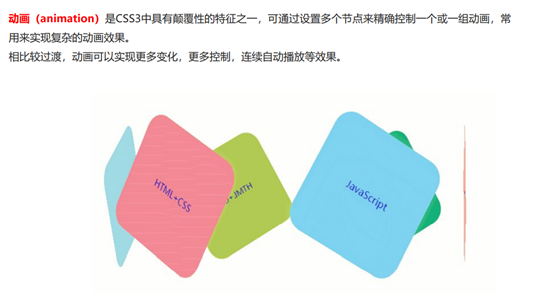 动画（animation）是CSS3中具有颠覆性的特征之一，可通过设置多个节点来精确控制一个或一组动画，常
用来实现复杂的动画效果。
相比较过渡，动画可以实现更多变化，更多控制，连续自动播放等效果。
HTML+CSS
JavaScript